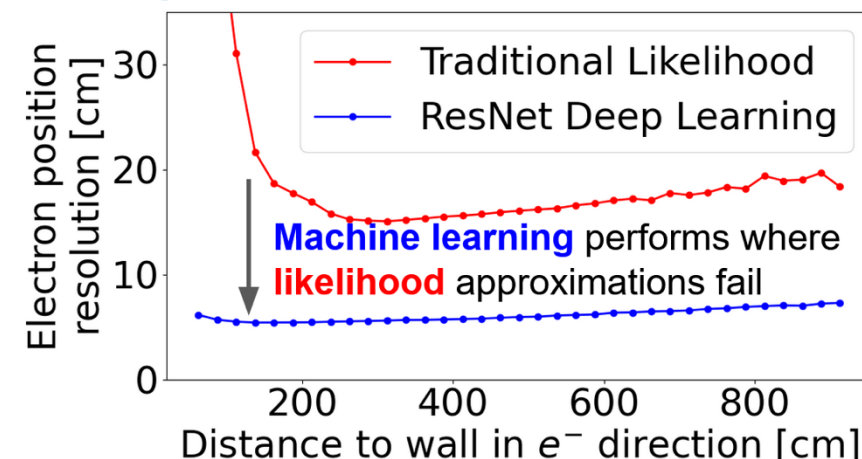 Electron position
resolution [cm]
30
20
10
0
Traditional Likelihood
ResNet Deep Learning
Machine learning performs where
likelihood approximations fail
200 400 600 800
Distance to wall in e⁻ direction [cm]